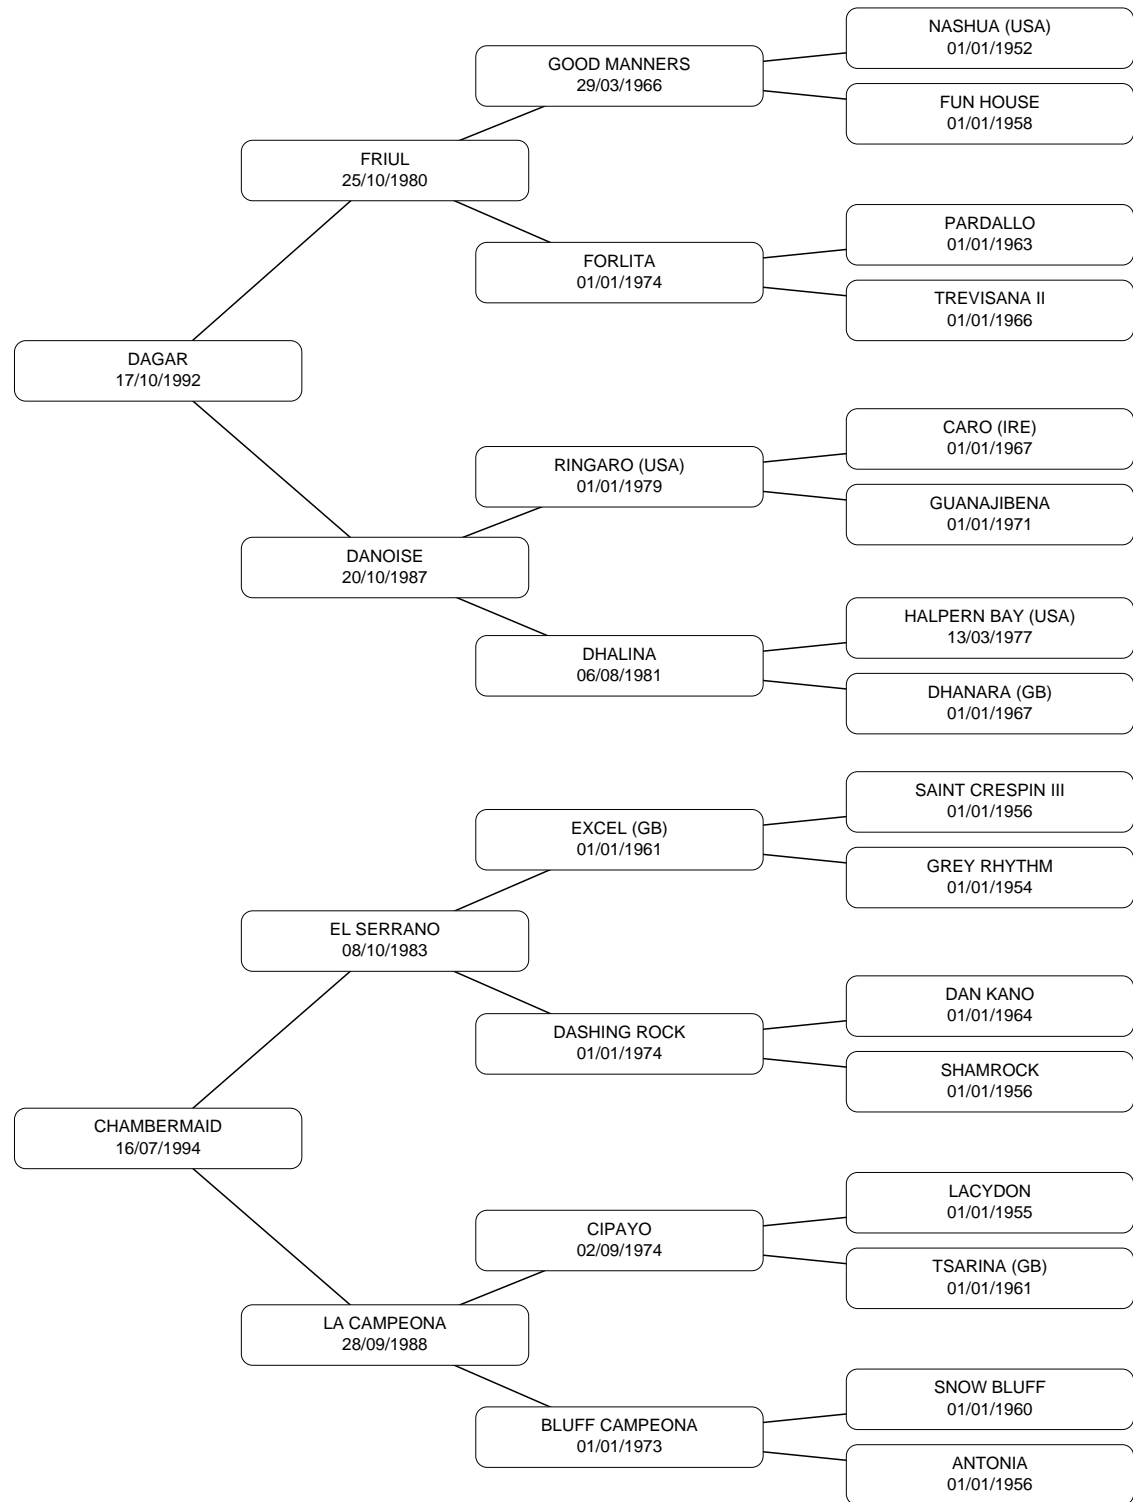 NASHUA (USA)
01/01/1952
GOOD MANNERS
29/03/1966
FUN HOUSE
01/01/1958
FRIUL
25/10/1980
PARDALLO
01/01/1963
FORLITA
01/01/1974
TREVISANA II
01/01/1966
DAGAR
17/10/1992
CARO (IRE)
01/01/1967
RINGARO (USA)
01/01/1979
GUANAJIBENA
01/01/1971
DANOISE
20/10/1987
HALPERN BAY (USA)
13/03/1977
DHALINA
06/08/1981
DHANARA (GB)
01/01/1967
SAINT CRESPIN III
01/01/1956
EXCEL (GB)
01/01/1961
GREY RHYTHM
01/01/1954
EL SERRANO
08/10/1983
DAN KANO
01/01/1964
DASHING ROCK
01/01/1974
SHAMROCK
01/01/1956
CHAMBERMAID
16/07/1994
LACYDON
01/01/1955
CIPAYO
02/09/1974
TSARINA (GB)
01/01/1961
LA CAMPEONA
28/09/1988
SNOW BLUFF
01/01/1960
BLUFF CAMPEONA
01/01/1973
ANTONIA
01/01/1956